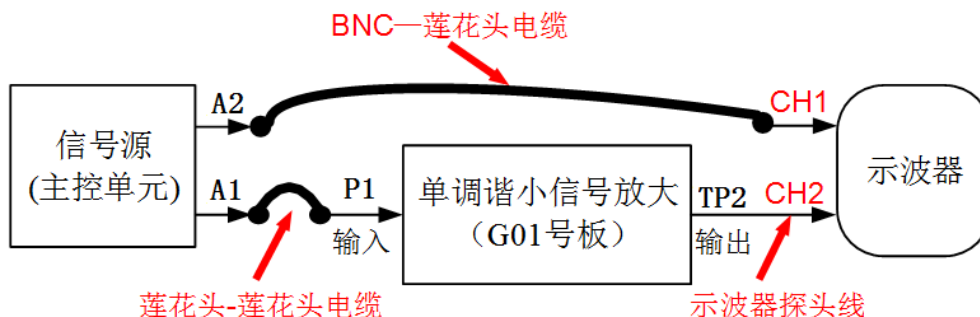 BNC—莲花头电缆
A2
CH1
信号源
(主控单元)
示波器
A1
P1
单调谐小信号放大
（G01号板）
TP2
CH2
输入
输出
莲花头-莲花头电缆
示波器探头线